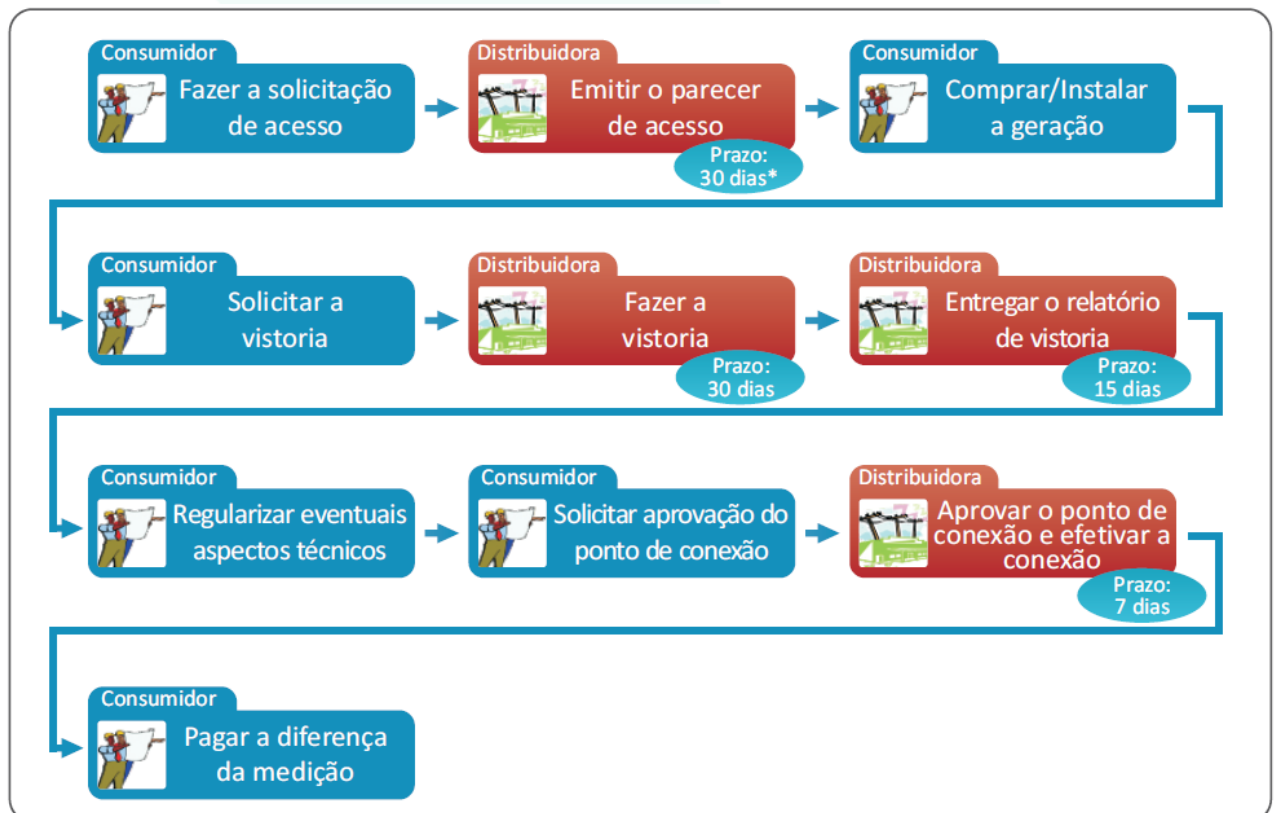 Consumidor
Fazer a solicitação
de acesso
Distribuidora
Emitir o parecer
de acesso
Prazo:
30 dias*
Consumidor
Comprar/Instalar
a geração
Consumidor
Solicitar a
vistoria
Distribuidora
Fazer a
vistoria
Prazo:
30 dias
Distribuidora
Entregar o relatório
de vistoria
Prazo:
15 dias
Consumidor
Regularizar eventuais
aspectos técnicos
Consumidor
Solicitar aprovação do
ponto de conexão
Distribuidora
Aprovar o ponto de
conexão e efetivar a
conexão
Prazo:
7 dias
Consumidor
Pagar a diferença
da medição